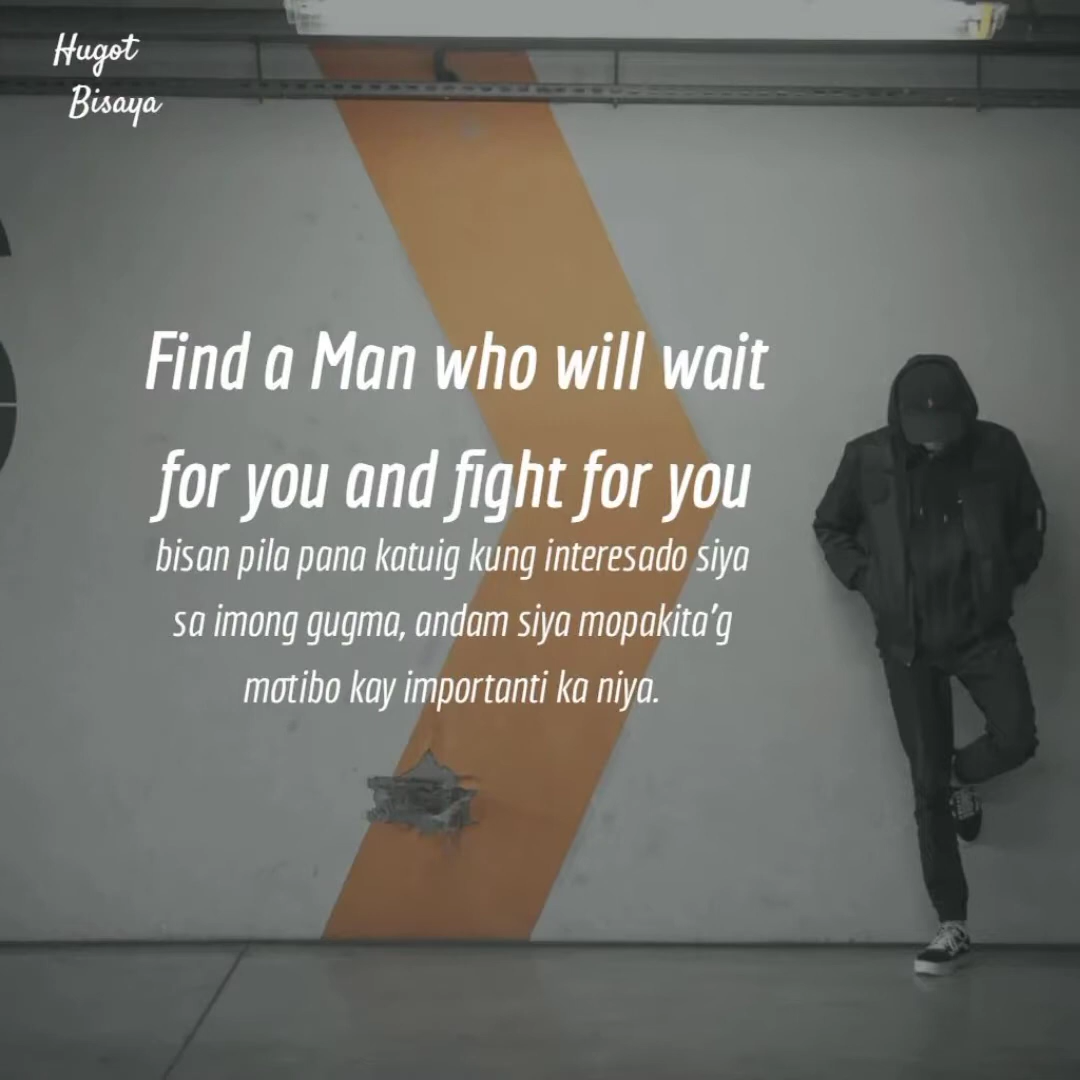 Hugot
Bisaya
Find a Man who will wait
for you and fight for you
bisan pila pana katuig kung interesado siya
sa imong gugma, andam siya mopakita'g
motibo kay importanti ka niya.